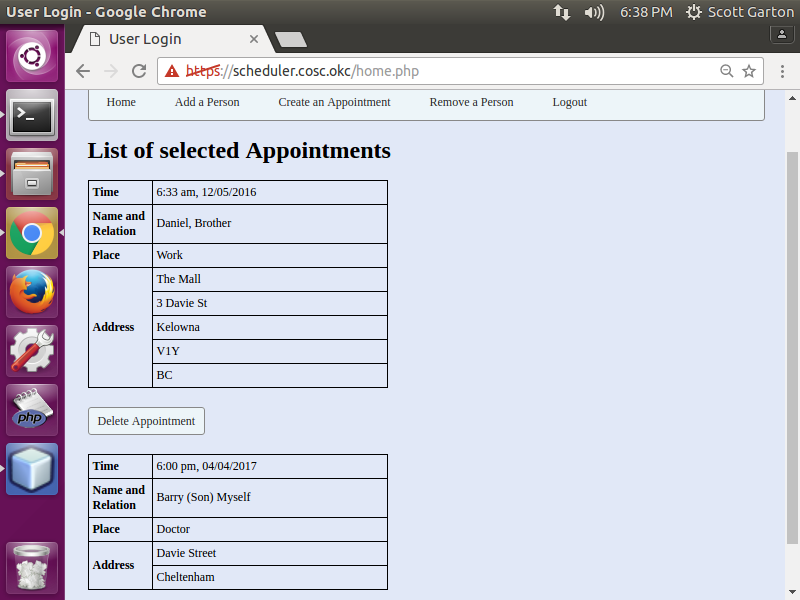 User Login - Google Chrome
6:38 PM Scott Garton
User Login
https://scheduler.cosc.okc/home.php
Home Add a Person Create an Appointment Remove a Person Logout
List of selected Appointments
Time 6:33 am, 12/05/2016
Name and Relation Daniel, Brother
Place Work
Address The Mall
3 Davie St
Kelowna
V1Y
BC
Delete Appointment
Time 6:00 pm, 04/04/2017
Name and Relation Barry (Son) Myself
Place Doctor
Address Davie Street
Cheltenham
php